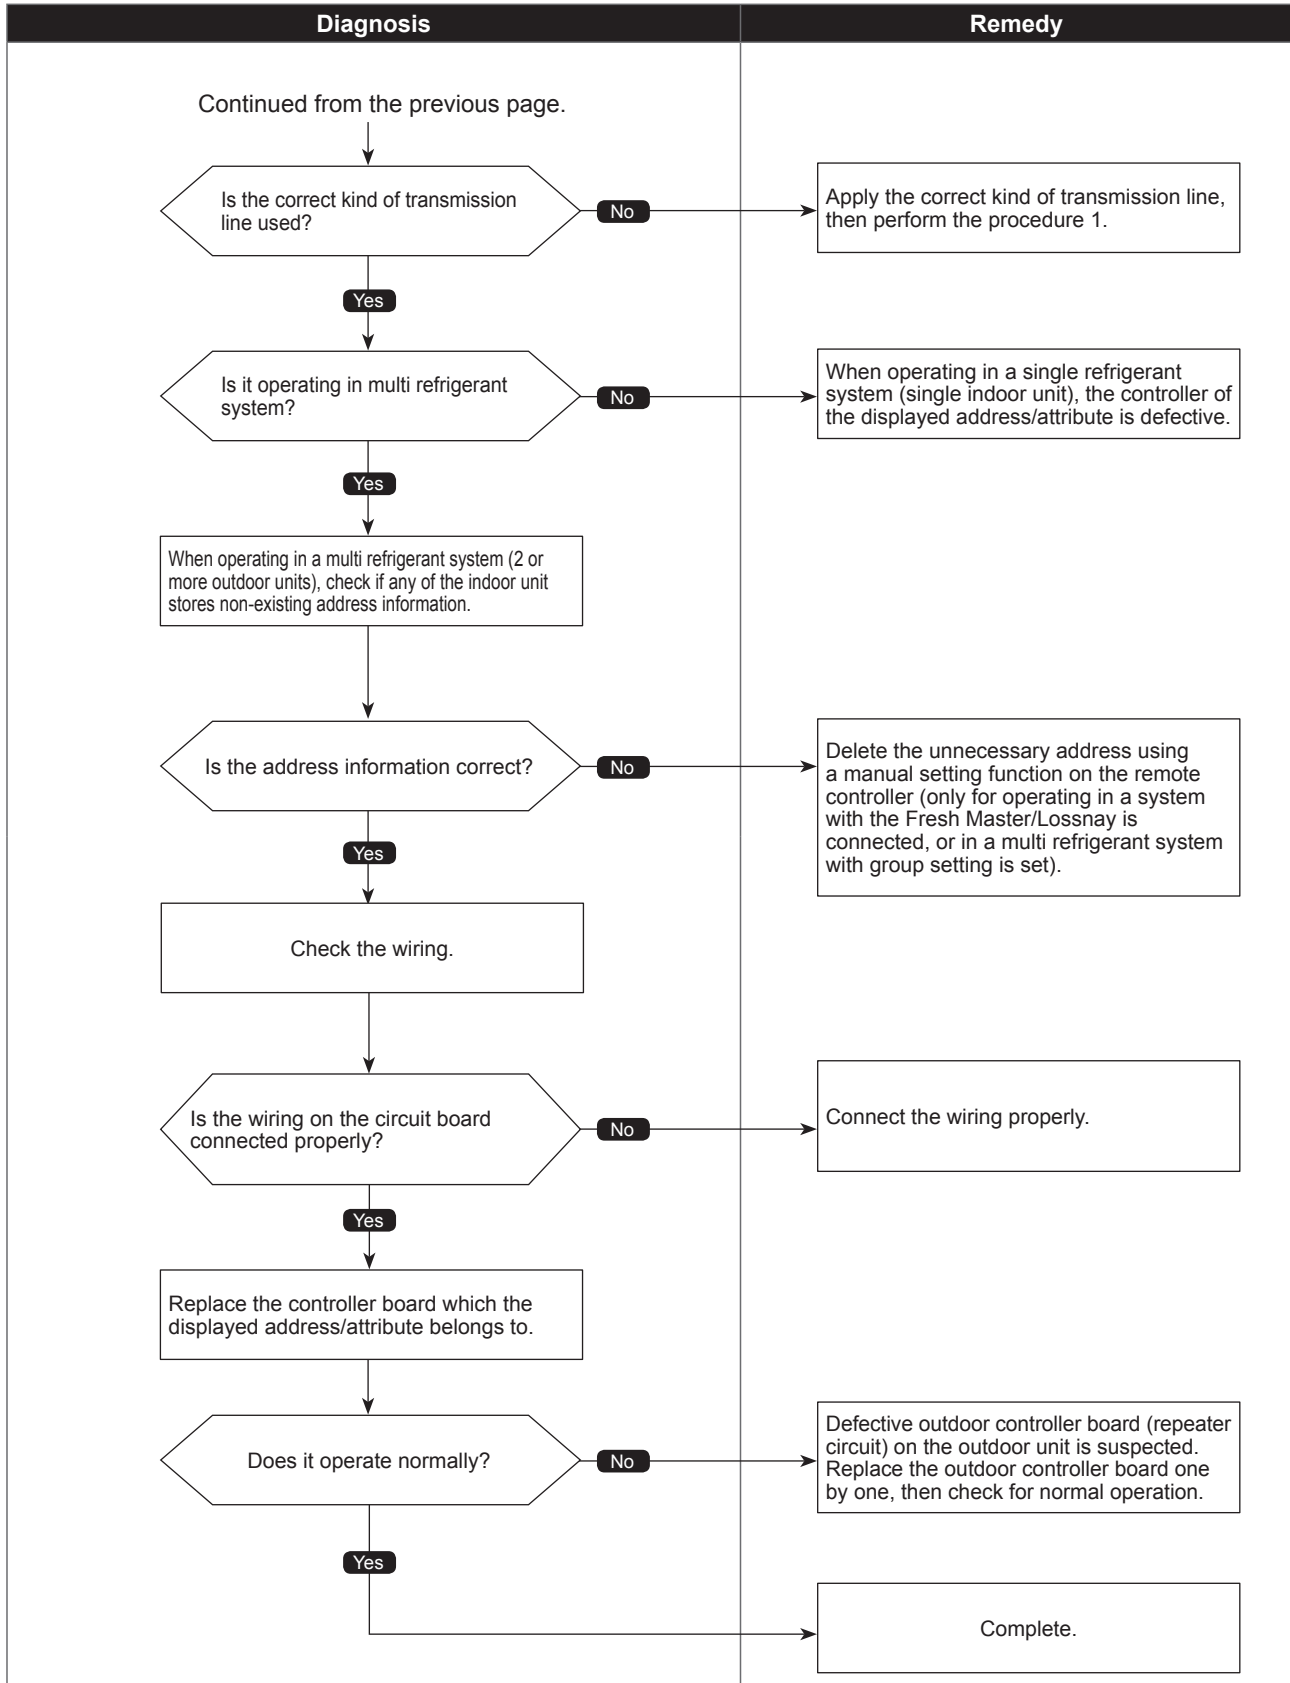 Diagnosis
Remedy
Continued from the previous page.
Is the correct kind of transmission
line used?
No
Apply the correct kind of transmission line,
then perform the procedure 1.
Yes
Is it operating in multi refrigerant
system?
No
When operating in a single refrigerant
system (single indoor unit), the controller of
the displayed address/attribute is defective.
Yes
When operating in a multi refrigerant system (2 or
more outdoor units), check if any of the indoor unit
stores non-existing address information.
Is the address information correct?
No
Delete the unnecessary address using
a manual setting function on the remote
controller (only for operating in a system
with the Fresh Master/Lossnay is
connected, or in a multi refrigerant system
with group setting is set).
Yes
Check the wiring.
Is the wiring on the circuit board
connected properly?
No
Connect the wiring properly.
Yes
Replace the controller board which the
displayed address/attribute belongs to.
Does it operate normally?
No
Defective outdoor controller board (repeater
circuit) on the outdoor unit is suspected.
Replace the outdoor controller board one
by one, then check for normal operation.
Yes
Complete.